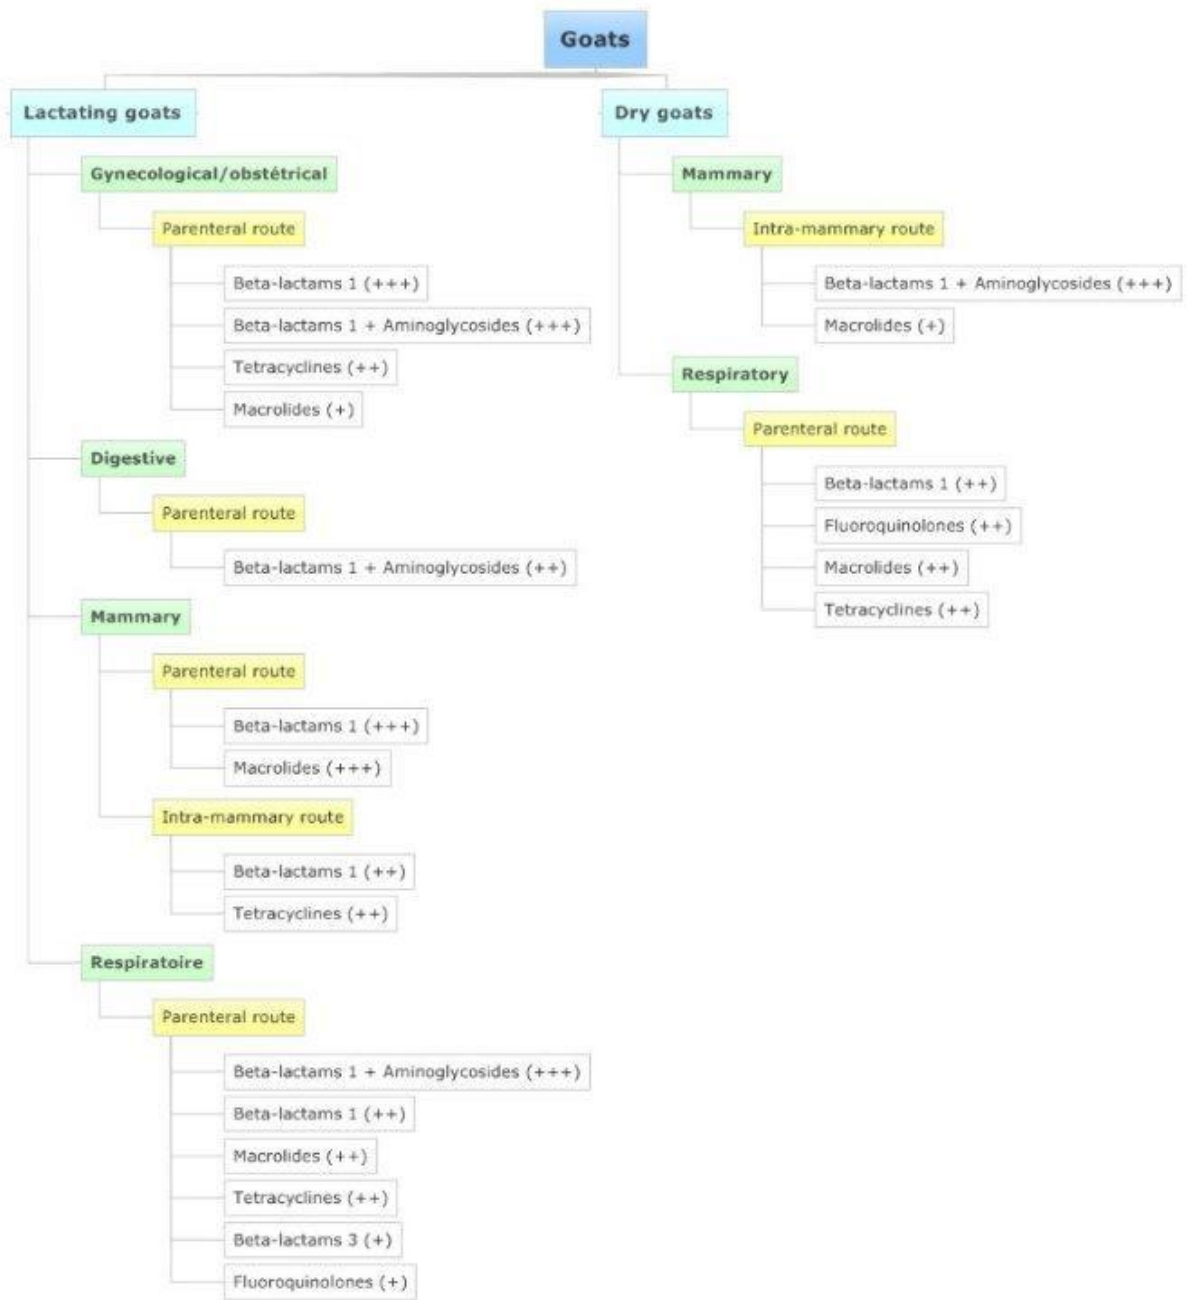 Goats
Lactating goats
Gynecological/obstétrical
Parenteral route
Beta-lactams 1 (+++)
Beta-lactams 1 + Aminoglycosides (+++)
Tetracyclines (++)
Macrolides (+)
Digestive
Parenteral route
Beta-lactams 1 + Aminoglycosides (++)
Mammary
Parenteral route
Beta-lactams 1 (+++)
Macrolides (+++)
Intra-mammary route
Beta-lactams 1 (++)
Tetracyclines (++)
Respiratoire
Parenteral route
Beta-lactams 1 + Aminoglycosides (+++)
Beta-lactams 1 (++)
Macrolides (++)
Tetracyclines (++)
Beta-lactams 3 (+)
Fluoroquinolones (+)
Dry goats
Mammary
Intra-mammary route
Beta-lactams 1 + Aminoglycosides (+++)
Macrolides (+)
Respiratory
Parenteral route
Beta-lactams 1 (++)
Fluoroquinolones (++)
Macrolides (++)
Tetracyclines (++)